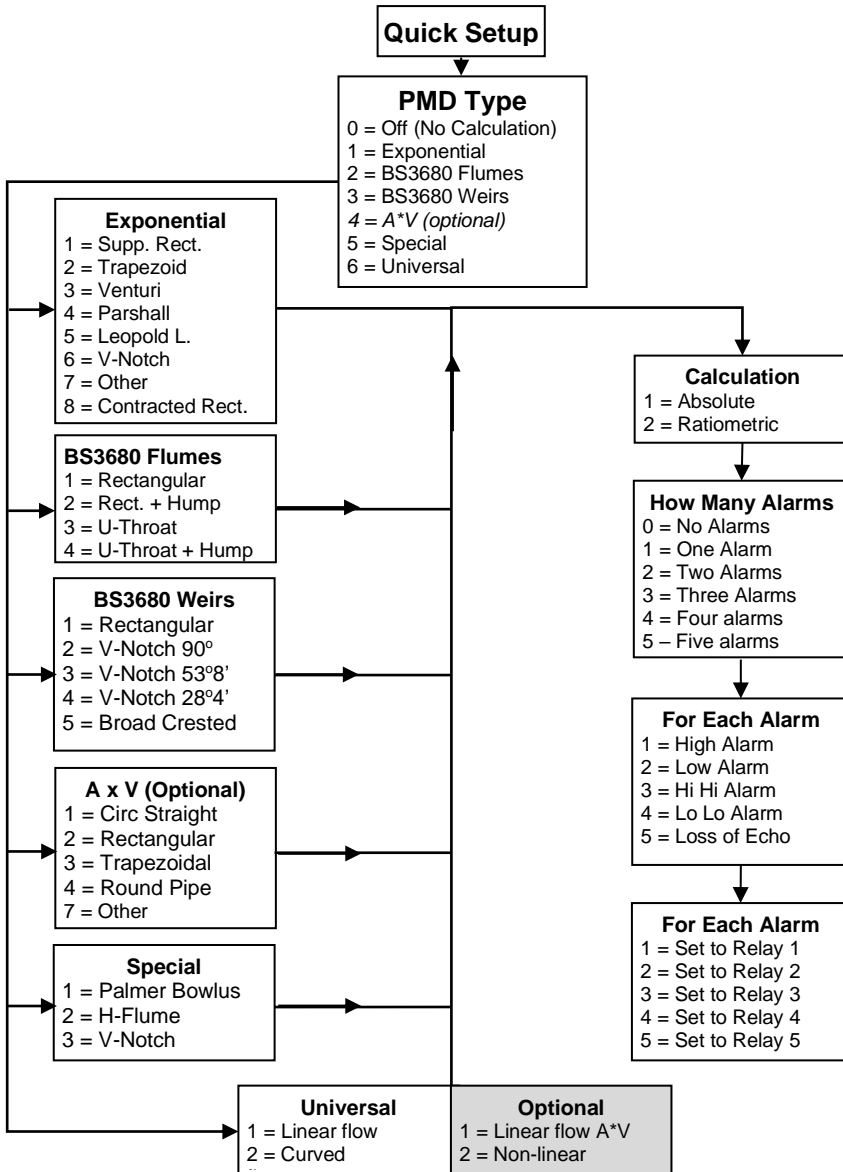 Quick Setup
PMD Type
0 = Off (No Calculation)
1 = Exponential
2 = BS3680 Flumes
3 = BS3680 Weirs
4 = A*V (optional)
5 = Special
6 = Universal
Exponential
1 = Supp. Rect.
2 = Trapezoid
3 = Venturi
4 = Parshall
5 = Leopold L.
6 = V-Notch
7 = Other
8 = Contracted Rect.
BS3680 Flumes
1 = Rectangular
2 = Rect. + Hump
3 = U-Throat
4 = U-Throat + Hump
BS3680 Weirs
1 = Rectangular
2 = V-Notch 90º
3 = V-Notch 53º8’
4 = V-Notch 28º4’
5 = Broad Crested
A x V (Optional)
1 = Circ Straight
2 = Rectangular
3 = Trapezoidal
4 = Round Pipe
7 = Other
Special
1 = Palmer Bowlus
2 = H-Flume
3 = V-Notch
Universal
1 = Linear flow
2 = Curved
Optional
1 = Linear flow A*V
2 = Non-linear
Calculation
1 = Absolute
2 = Ratiometric
How Many Alarms
0 = No Alarms
1 = One Alarm
2 = Two Alarms
3 = Three Alarms
4 = Four alarms
5 – Five alarms
For Each Alarm
1 = High Alarm
2 = Low Alarm
3 = Hi Hi Alarm
4 = Lo Lo Alarm
5 = Loss of Echo
For Each Alarm
1 = Set to Relay 1
2 = Set to Relay 2
3 = Set to Relay 3
4 = Set to Relay 4
5 = Set to Relay 5